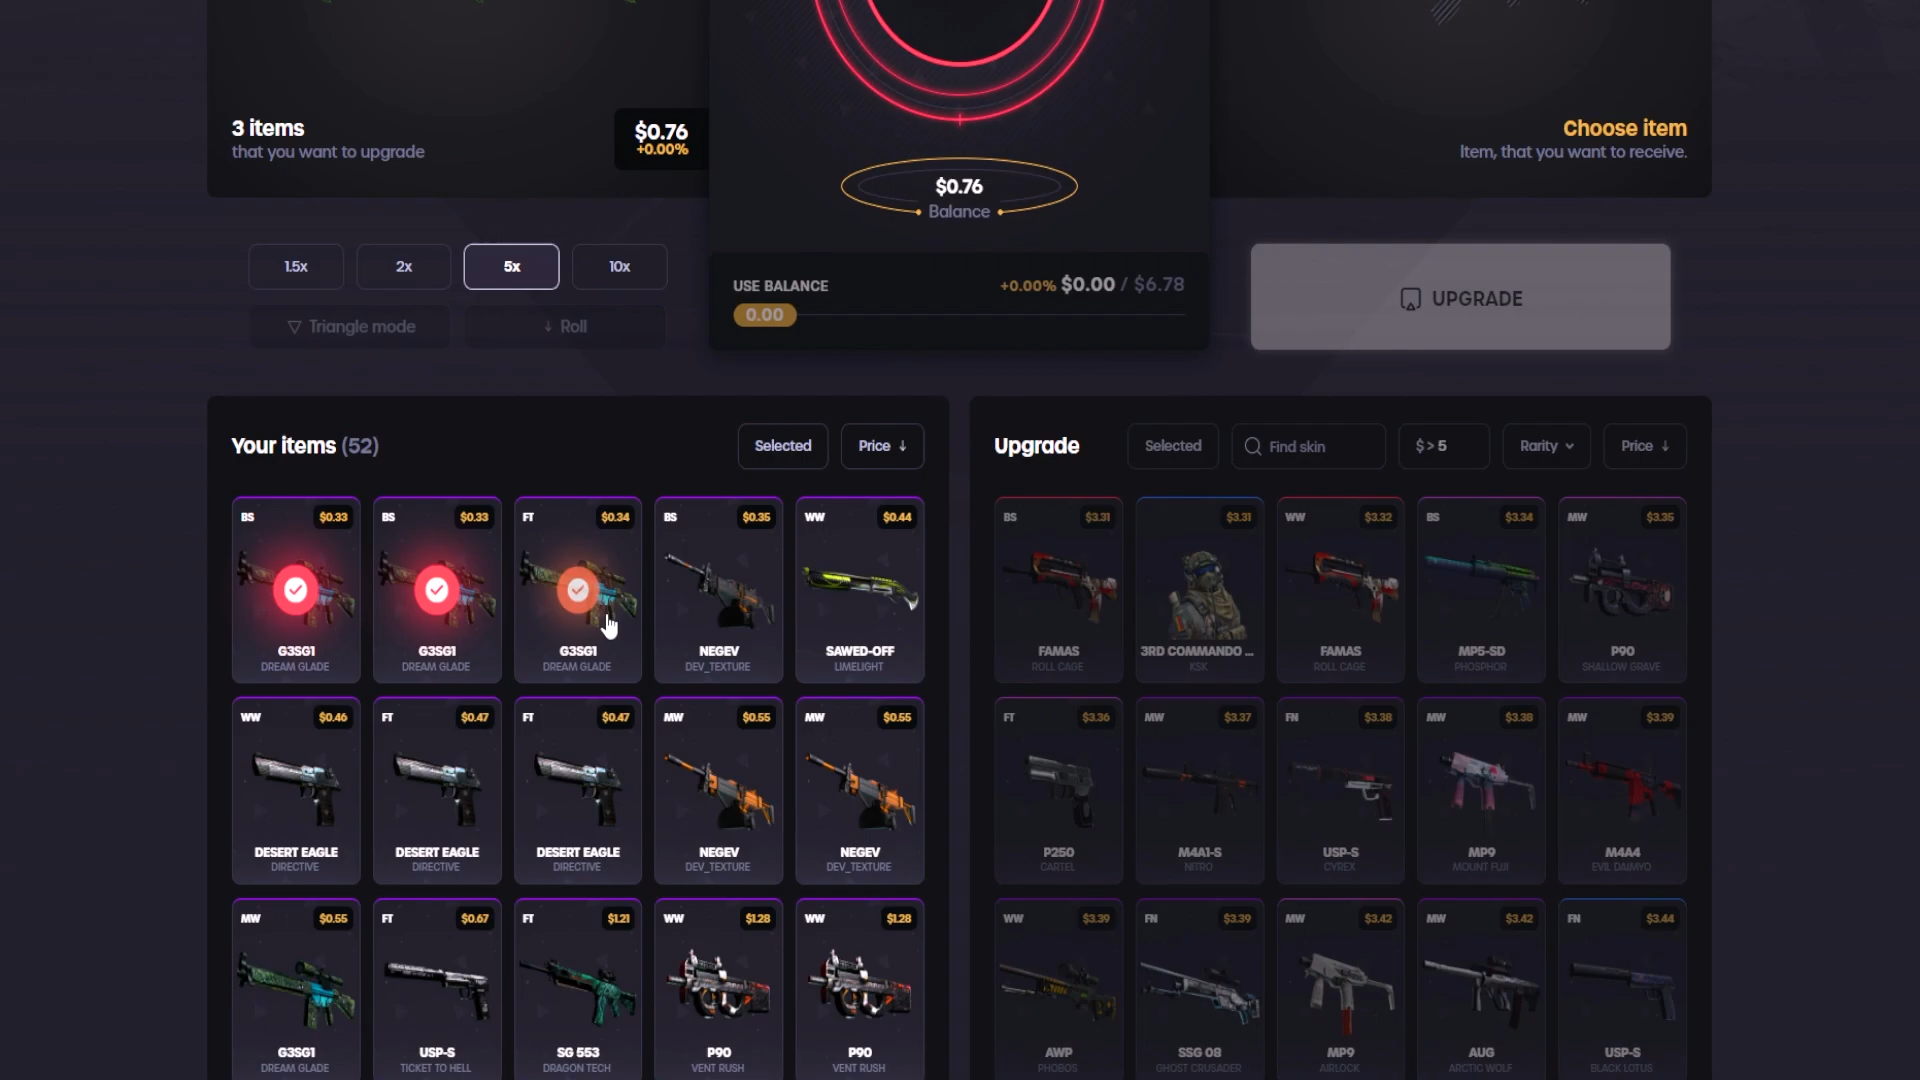 3 items
that you want to upgrade
$0.76
+0.00%
$0.76
Balance
Choose item
Item, that you want to receive.
1.5x
2x
5x
10x
Triangle mode
Roll
USE BALANCE
+0.00% $0.00 / $6.78
0.00
UPGRADE
Your items (52)
Selected
Price ↓
Upgrade
Selected
Find skin
$ > 5
Rarity
Price ↓
BS $0.33
G3SG1
DREAM GLADE
BS $0.33
G3SG1
DREAM GLADE
FT $0.34
G3SG1
DREAM GLADE
BS $0.35
NEGEV
DEV_TEXTURE
WW $0.44
SAWED-OFF
LIMELIGHT
BS $3.31
FAMAS
ROLL CAGE
$3.31
3RD COMMANDO ...
KSK
WW $3.32
FAMAS
ROLL CAGE
BS $3.34
MP5-SD
PHOSPHOR
MW $3.35
P90
SHALLOW GRAVE
WW $0.46
DESERT EAGLE
DIRECTIVE
FT $0.47
DESERT EAGLE
DIRECTIVE
FT $0.47
DESERT EAGLE
DIRECTIVE
MW $0.55
NEGEV
DEV_TEXTURE
MW $0.55
NEGEV
DEV_TEXTURE
FT $3.36
P250
CARTEL
MW $3.37
M4A1-S
NITRO
FN $3.38
USP-S
CYREX
MW $3.38
MP9
MOUNT FUJI
MW $3.39
M4A4
EVIL DAIMYO
MW $0.55
G3SG1
DREAM GLADE
FT $0.67
USP-S
TICKET TO HELL
FT $1.21
SG 553
DRAGON TECH
WW $1.28
P90
VENT RUSH
WW $1.28
P90
VENT RUSH
WW $3.39
AWP
PHOBOS
FN $3.39
SSG 08
GHOST CRUSADER
MW $3.42
MP9
AIRLOCK
MW $3.42
AUG
ARCTIC WOLF
FN $3.44
USP-S
BLACK LOTUS